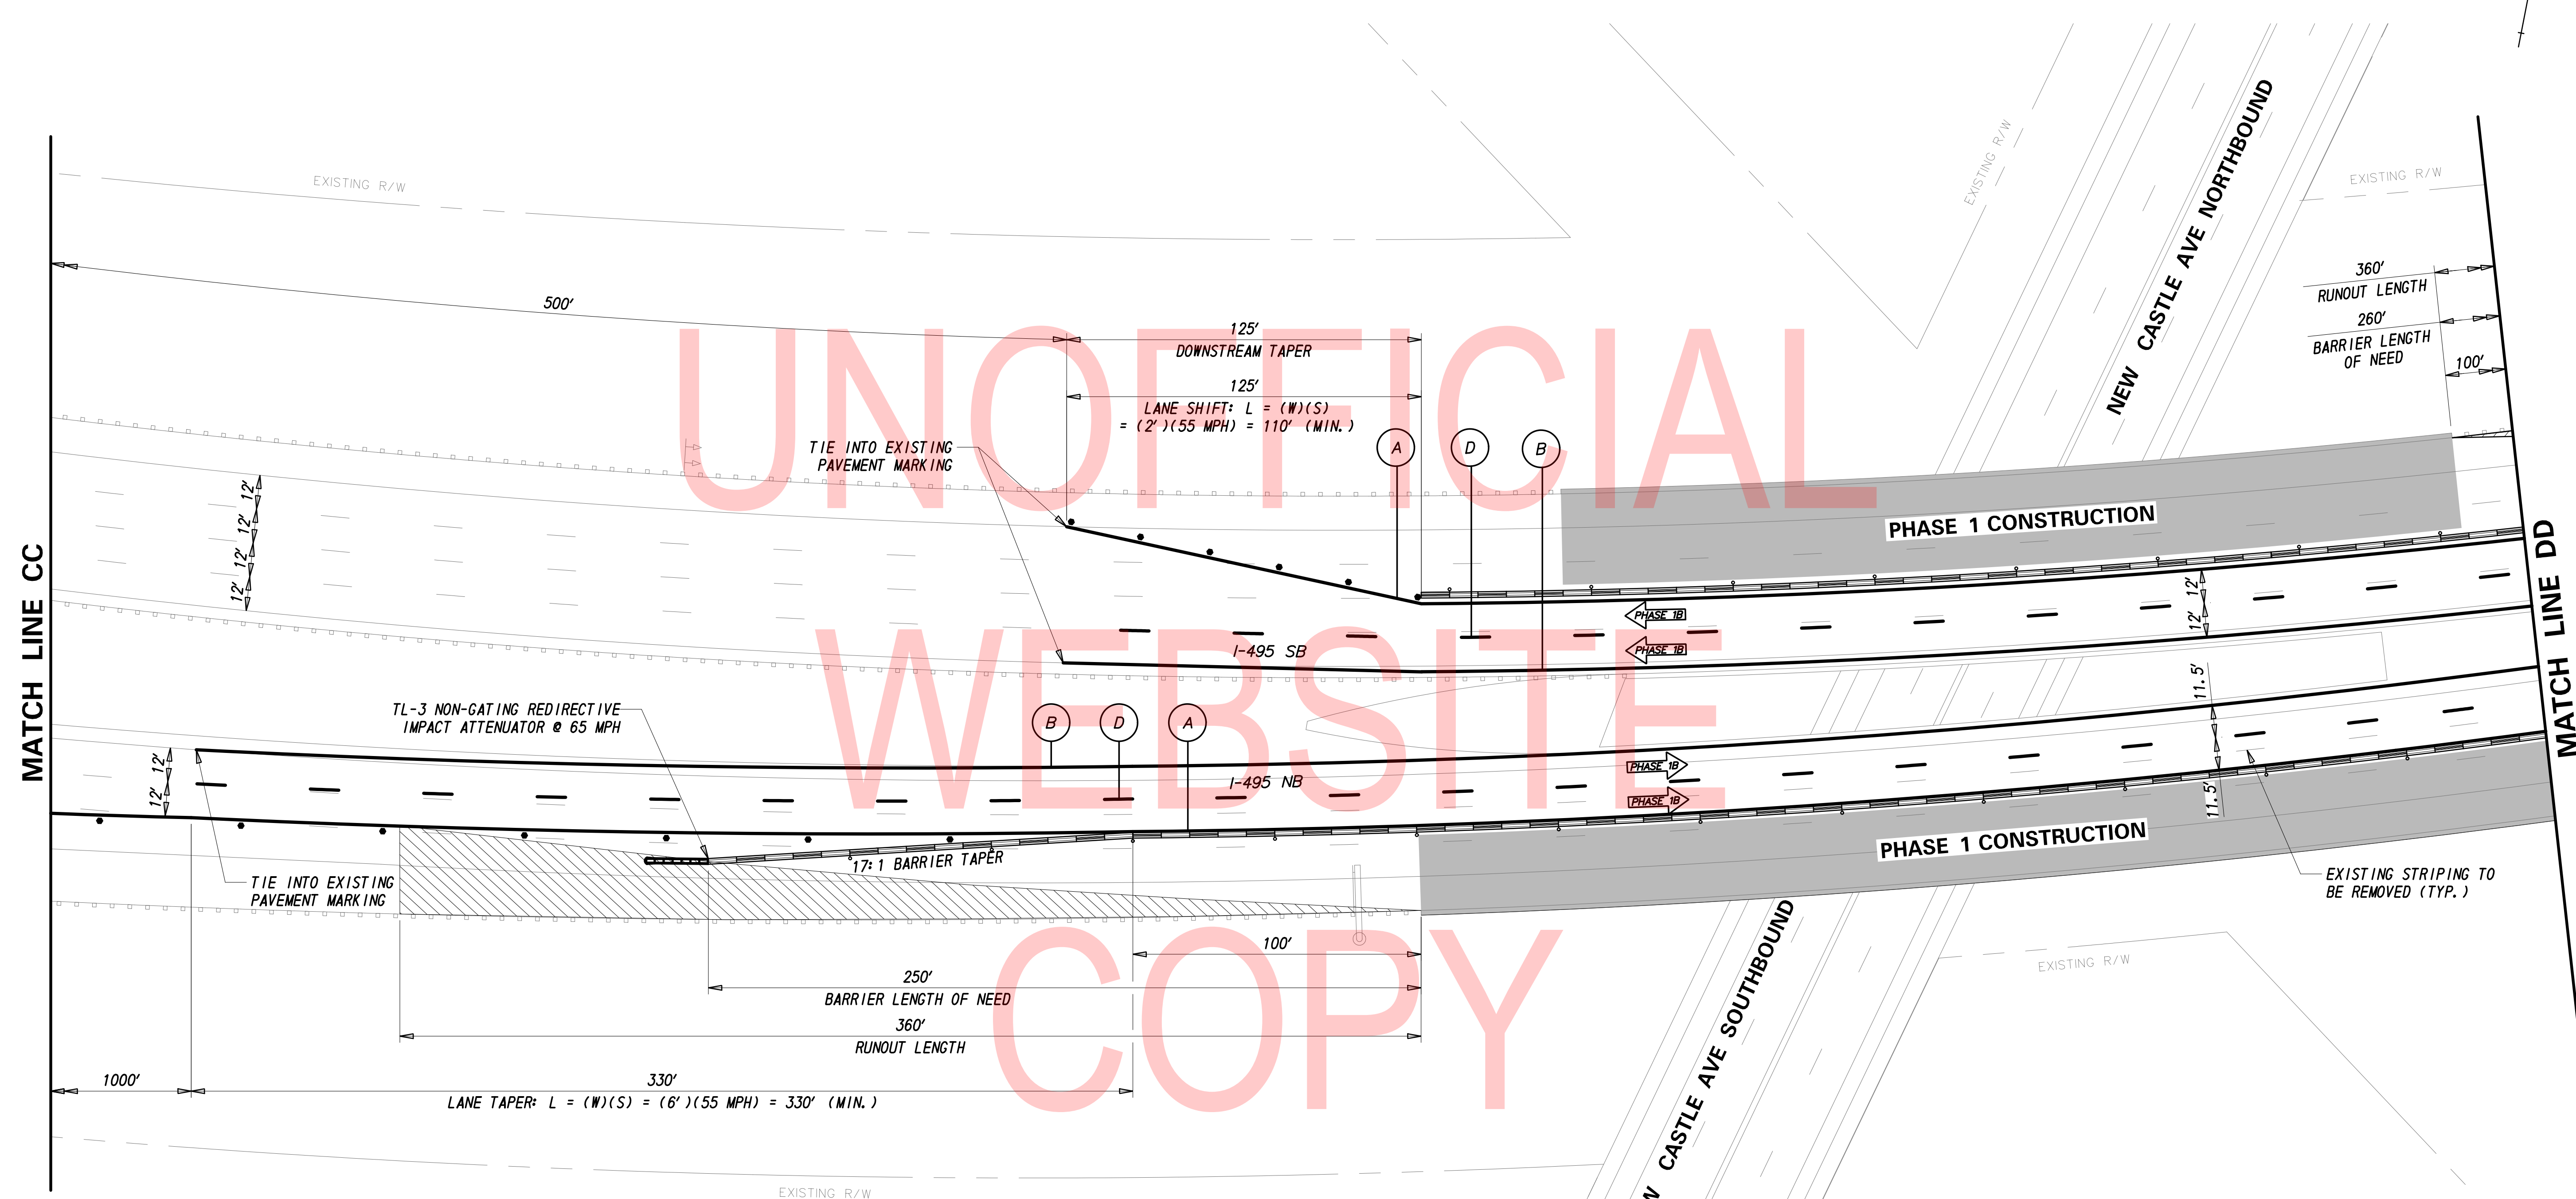 EXISTING R/W
500'
125'
DOWNSTREAM TAPER
125'
LANE SHIFT: L = (W)(S)
= (2')(55 MPH) = 110' (MIN.)
TIE INTO EXISTING
PAVEMENT MARKING
A
D
B
EXISTING R/W
NEW CASTLE AVE NORTHBOUND
EXISTING R/W
360'
RUNOUT LENGTH
260'
BARRIER LENGTH
OF NEED
100'
UNOFFICIAL
WEBSITE
COPY
MATCH LINE CC
12'
12'
12'
12'
PHASE 1 CONSTRUCTION
MATCH LINE DD
PHASE 1B
PHASE 1B
I-495 SB
12'
12'
TL-3 NON-GATING REDIRECTIVE
IMPACT ATTENUATOR @ 65 MPH
B
D
A
12'
12'
I-495 NB
PHASE 1B
PHASE 1B
11.5'
11.5'
PHASE 1 CONSTRUCTION
17:1 BARRIER TAPER
TIE INTO EXISTING
PAVEMENT MARKING
EXISTING STRIPING TO
BE REMOVED (TYP.)
100'
250'
BARRIER LENGTH OF NEED
360'
RUNOUT LENGTH
1000'
330'
LANE TAPER: L = (W)(S) = (6')(55 MPH) = 330' (MIN.)
CASTLE AVE SOUTHBOUND
EXISTING R/W
EXISTING R/W